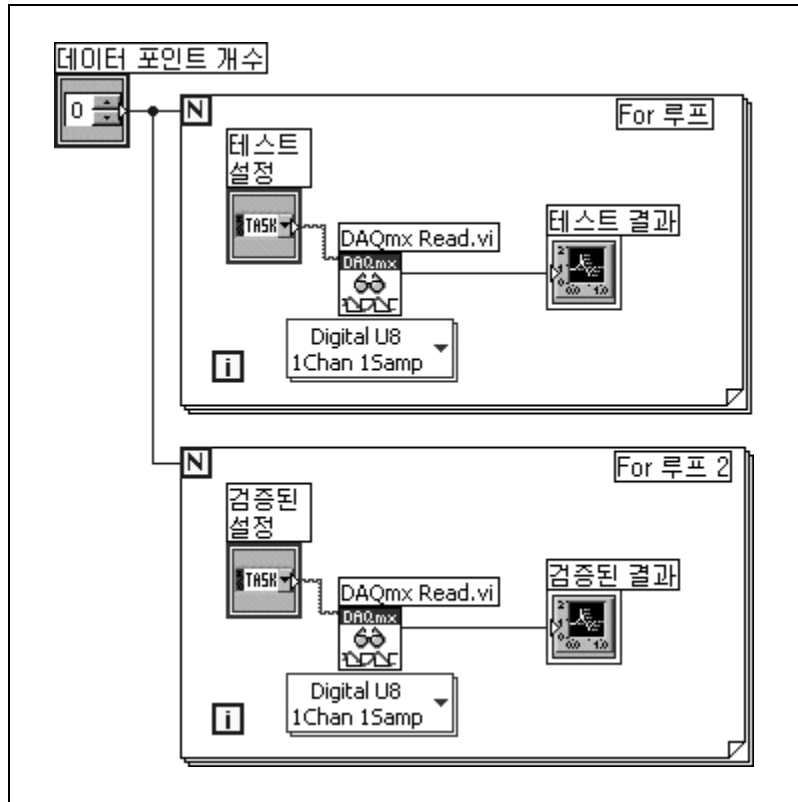 데이터 포인트 개수
0
N
For 루프
테스트
설정
TASK
DAQmx Read.vi
DAQmx
테스트 결과
Digital U8
1Chan 1Samp
i
N
For 루프 2
검증된
설정
TASK
DAQmx Read.vi
DAQmx
검증된 결과
Digital U8
1Chan 1Samp
i